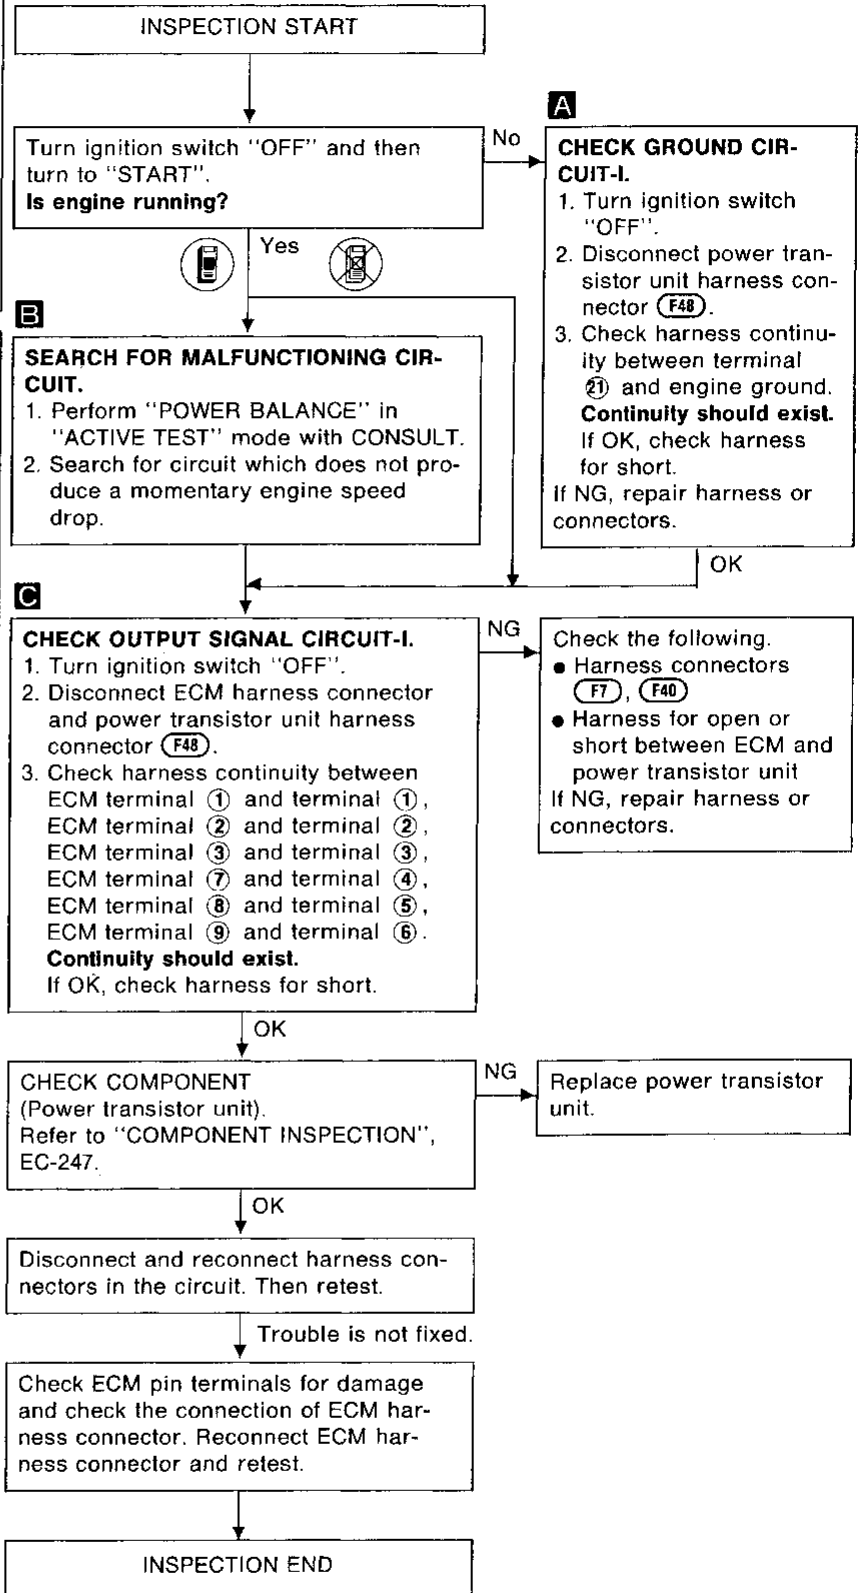 INSPECTION START
Turn ignition switch "OFF" and then
turn to "START".
Is engine running?
No
A
CHECK GROUND CIR-
CUIT-I.
1. Turn ignition switch
"OFF".
2. Disconnect power tran-
sistor unit harness con-
nector (F48).
3. Check harness continu-
ity between terminal
㉑ and engine ground.
Continuity should exist.
If OK, check harness
for short.
If NG, repair harness or
connectors.
OK
Yes
B
SEARCH FOR MALFUNCTIONING CIR-
CUIT.
1. Perform "POWER BALANCE" in
"ACTIVE TEST" mode with CONSULT.
2. Search for circuit which does not pro-
duce a momentary engine speed
drop.
C
CHECK OUTPUT SIGNAL CIRCUIT-I.
1. Turn ignition switch "OFF".
2. Disconnect ECM harness connector
and power transistor unit harness
connector (F48).
3. Check harness continuity between
ECM terminal ① and terminal ①,
ECM terminal ② and terminal ②,
ECM terminal ③ and terminal ③,
ECM terminal ⑦ and terminal ④,
ECM terminal ⑧ and terminal ⑤,
ECM terminal ⑨ and terminal ⑥.
Continuity should exist.
If OK, check harness for short.
NG
Check the following.
● Harness connectors
(F7), (F40)
● Harness for open or
short between ECM and
power transistor unit
If NG, repair harness or
connectors.
OK
CHECK COMPONENT
(Power transistor unit).
Refer to "COMPONENT INSPECTION",
EC-247.
NG
Replace power transistor
unit.
OK
Disconnect and reconnect harness con-
nectors in the circuit. Then retest.
Trouble is not fixed.
Check ECM pin terminals for damage
and check the connection of ECM har-
ness connector. Reconnect ECM har-
ness connector and retest.
INSPECTION END